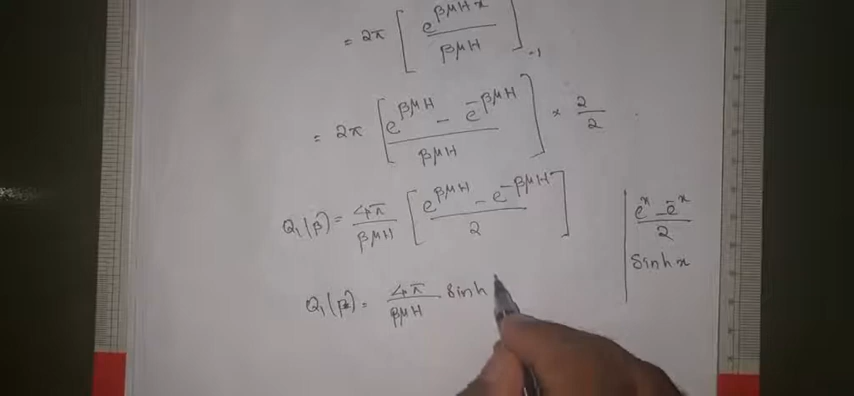 = 2π [ e^{βμHx} / βμH ]_{-1}
= 2π [ (e^{βμH} - e^{-βμH}) / βμH ] × 2/2
Q₁(β) = 4π/βμH [ (e^{βμH} - e^{-βμH}) / 2 ]
(e^x - e^{-x}) / 2
Sinh x
Q₁(β) = 4π/βμH Sinh